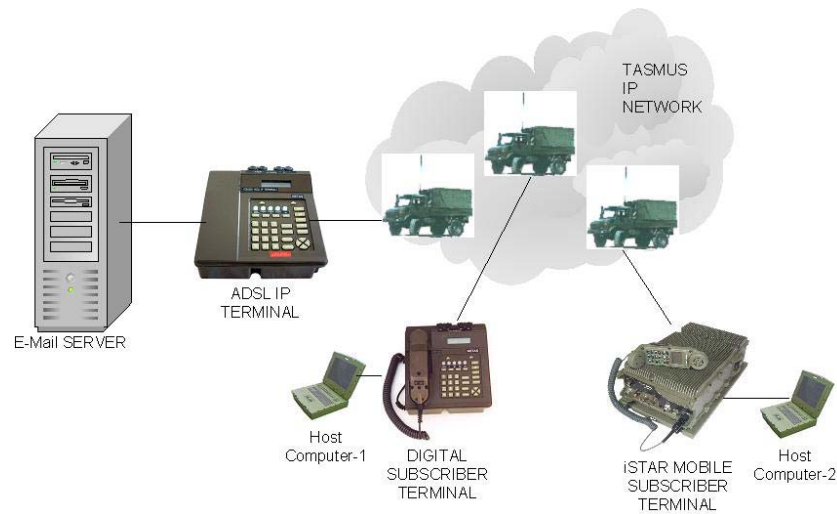 TASMUS
IP
NETWORK
ADSL IP
TERMINAL
E-Mail SERVER
Host
Computer-1
DIGITAL
SUBSCRIBER
TERMINAL
iSTAR MOBILE
SUBSCRIBER
TERMINAL
Host
Computer-2